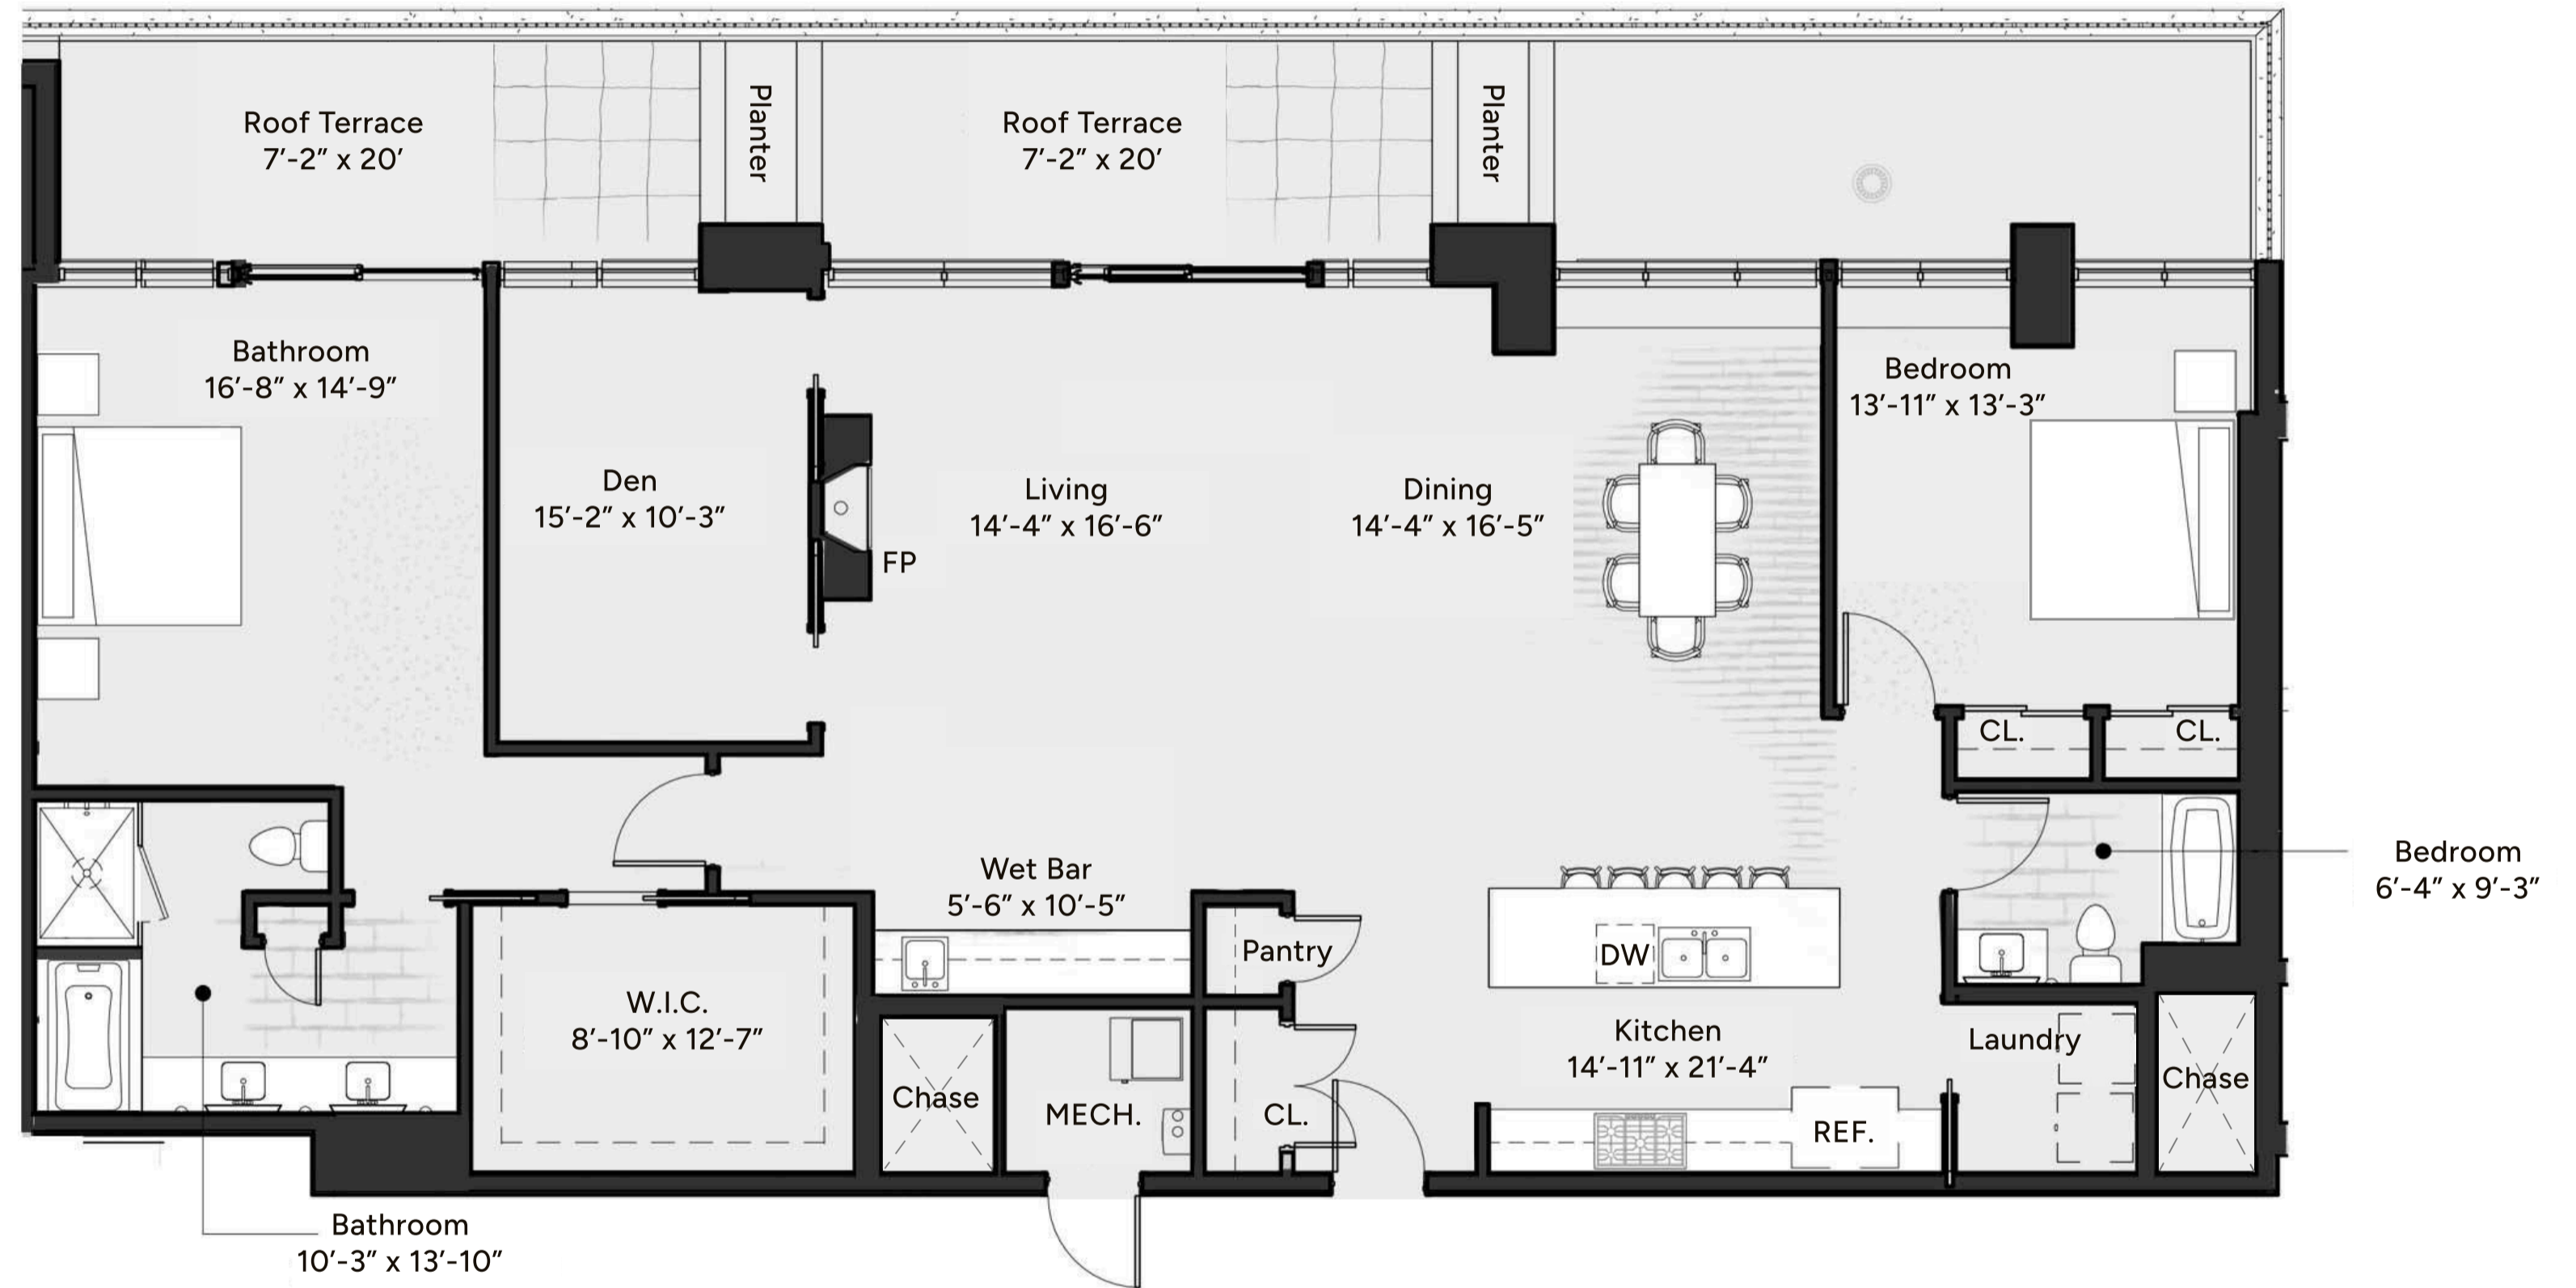 Roof Terrace
7′-2″ x 20′
Planter
Roof Terrace
7′-2″ x 20′
Planter
Bathroom
16′-8″ x 14′-9″
Bedroom
13′-11″ x 13′-3″
Den
15′-2″ x 10′-3″
Living
14′-4″ x 16′-6″
Dining
14′-4″ x 16′-5″
FP
CL.
CL.
Wet Bar
5′-6″ x 10′-5″
Bedroom
6′-4″ x 9′-3″
Pantry
DW
W.I.C.
8′-10″ x 12′-7″
Kitchen
14′-11″ x 21′-4″
Laundry
Chase
Chase
MECH.
CL.
REF.
Bathroom
10′-3″ x 13′-10″